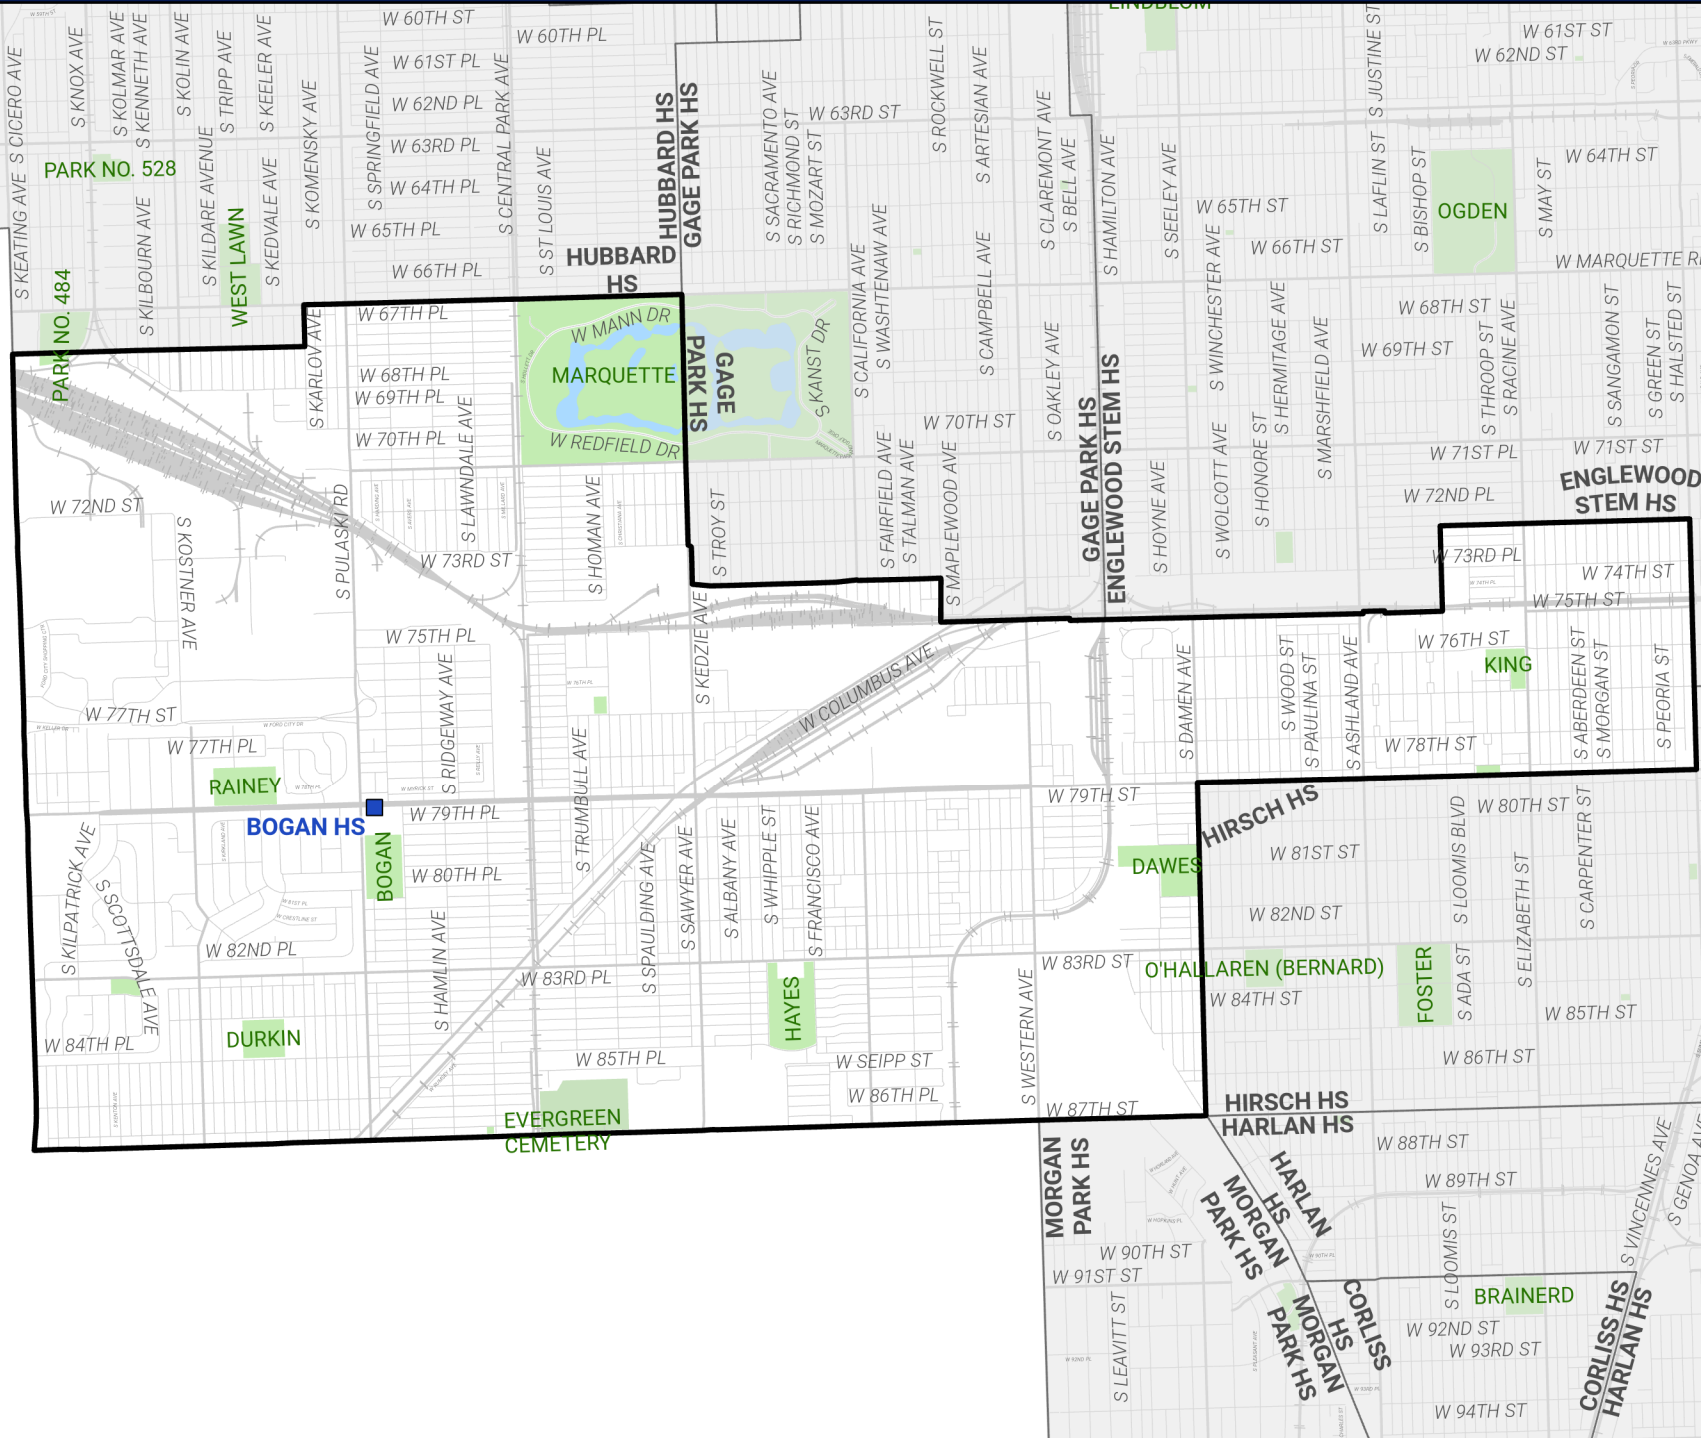 LINDBLOM
W 60TH ST
W 60TH PL
W 61ST ST
W 62ND ST
W 61ST PL
W 62ND PL
W 63RD ST
W 63RD PL
W 64TH PL
W 64TH ST
W 65TH PL
W 65TH ST
W 66TH ST
W 66TH PL
W MARQUETTE R
S CICERO AVE
S KEATING AVE
S KNOX AVE
S KOLMAR AVE
S KENNETH AVE
S KOLIN AVE
S TRIPP AVE
S KEELER AVE
S KOMENSKY AVE
S SPRINGFIELD AVE
S CENTRAL PARK AVE
S ST LOUIS AVE
S KILDARE AVENUE
S KEDVALE AVE
S KILBOURN AVE
PARK NO. 528
PARK NO. 484
WEST LAWN
HUBBARD HS
GAGE PARK HS
HUBBARD
HS
S SACRAMENTO AVE
S RICHMOND ST
S MOZART ST
S ROCKWELL ST
S ARTESIAN AVE
S CLAREMONT AVE
S BELL AVE
S HAMILTON AVE
S SEELEY AVE
S JUSTINE ST
S LAFLIN ST
S BISHOP ST
OGDEN
S MAY ST
S CALIFORNIA AVE
S WASHTENAW AVE
S CAMPBELL AVE
S OAKLEY AVE
S WINCHESTER AVE
S HERMITAGE AVE
S MARSHFIELD AVE
S THROOP ST
S RACINE AVE
S SANGAMON ST
S GREEN ST
S HALSTED ST
W 67TH PL
W 68TH PL
W 69TH PL
W 70TH PL
S KARLOV AVE
S LAWNDALE AVE
W MANN DR
MARQUETTE
W REDFIELD DR
S KANST DR
GAGE
PARK HS
W 68TH ST
W 69TH ST
W 70TH ST
W 71ST PL
W 71ST ST
W 72ND PL
W 72ND ST
GAGE PARK HS
ENGLEWOOD STEM HS
ENGLEWOOD
STEM HS
S KOSTNER AVE
S PULASKI RD
W 73RD ST
S HOMAN AVE
S TROY ST
S FAIRFIELD AVE
S TALMAN AVE
S MAPLEWOOD AVE
S HOYNE AVE
S WOLCOTT AVE
S HONORE ST
W 73RD PL
W 74TH ST
W 75TH ST
W 75TH PL
S KEDZIE AVE
W COLUMBUS AVE
S DAMEN AVE
S WOOD ST
S PAULINA ST
S ASHLAND AVE
W 76TH ST
KING
S ABERDEEN ST
S MORGAN ST
S PEORIA ST
W 76TH PL
W 77TH ST
W 77TH PL
W FORD CITY DR
W 78TH ST
S RIDGEWAY AVE
S TRUMBULL AVE
RAINEY
BOGAN HS
BOGAN
W 79TH PL
W 79TH ST
HIRSCH HS
W 80TH ST
W 80TH PL
W 81ST ST
W 82ND ST
W 82ND PL
W 83RD ST
W 83RD PL
S KILPATRICK AVE
S SCOTTSDALE AVE
S HAMLIN AVE
S SPAULDING AVE
S SAWYER AVE
S ALBANY AVE
S WHIPPLE ST
S FRANCISCO AVE
DAWES
S LOOMIS BLVD
S ELIZABETH ST
S CARPENTER ST
O'HALLAREN (BERNARD)
FOSTER
S ADA ST
W 84TH ST
W 84TH PL
DURKIN
HAYES
S WESTERN AVE
W 85TH ST
W 85TH PL
W SEIPP ST
W 86TH ST
W 86TH PL
EVERGREEN
CEMETERY
W 87TH ST
HIRSCH HS
HARLAN HS
MORGAN
PARK HS
W 88TH ST
W 89TH ST
HARLAN
HS
MORGAN
PARK HS
W 90TH ST
W 91ST ST
S LEAVITT ST
S LOOMIS ST
S VINCENNES AVE
S GENOA AVE
CORLISS
HS
MORGAN
PARK HS
BRAINERD
W 92ND ST
W 93RD ST
W 94TH ST
CORLISS HS
HARLAN HS